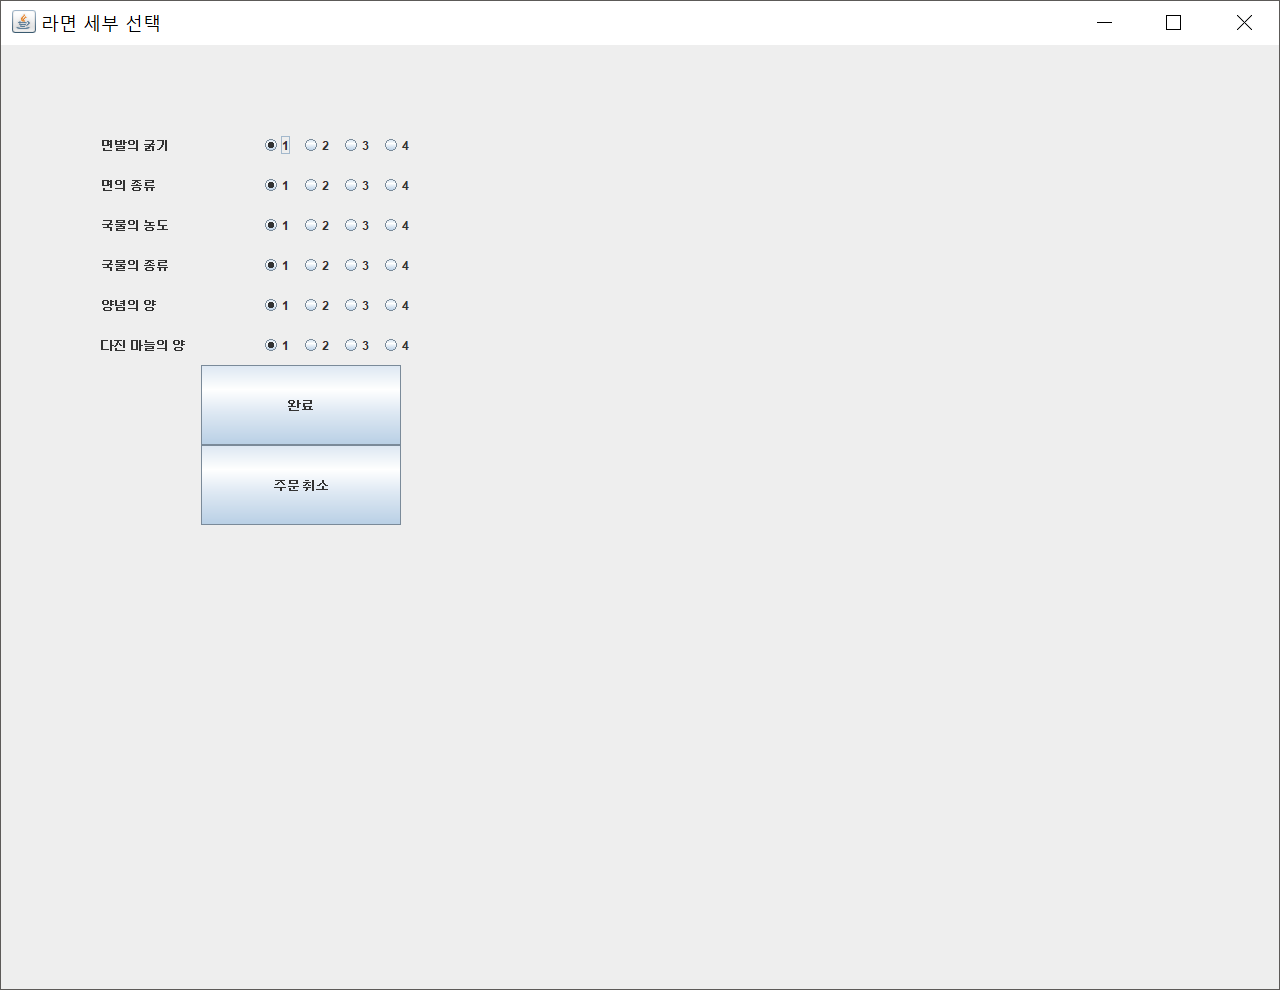 라면 세부 선택
면발의 굵기 1 2 3 4
면의 종류 1 2 3 4
국물의 농도 1 2 3 4
국물의 종류 1 2 3 4
양념의 양 1 2 3 4
다진 마늘의 양 1 2 3 4
완료
주문 취소